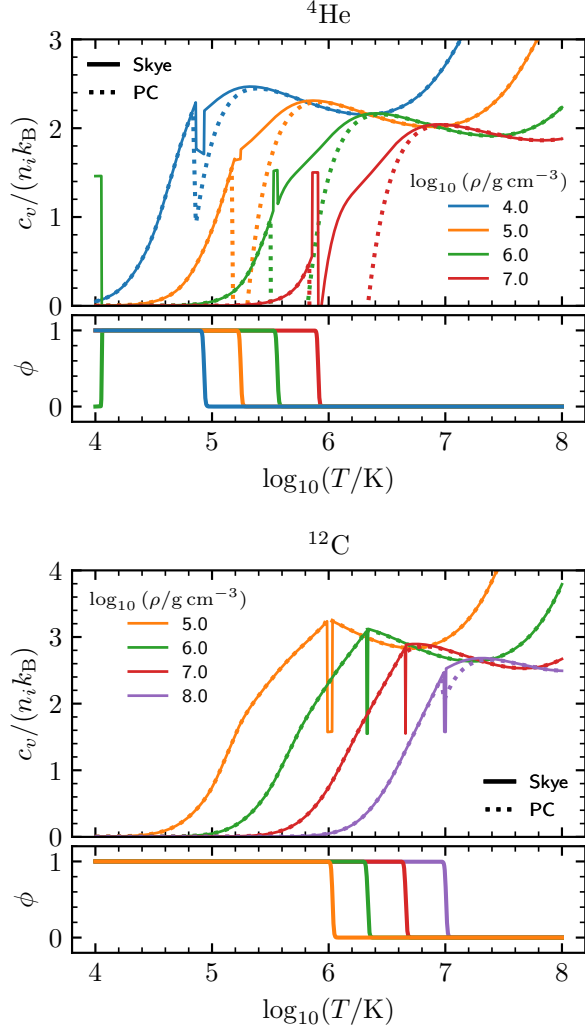 ⁴He
3
2
1
0
c_v/(n_i k_B)
Skye
PC
log₁₀ (ρ/g cm⁻³)
4.0
5.0
6.0
7.0
1
0
ϕ
4 5 6 7 8
log₁₀(T/K)
¹²C
4
3
2
1
0
c_v/(n_i k_B)
log₁₀ (ρ/g cm⁻³)
5.0
6.0
7.0
8.0
Skye
PC
1
0
ϕ
4 5 6 7 8
log₁₀(T/K)